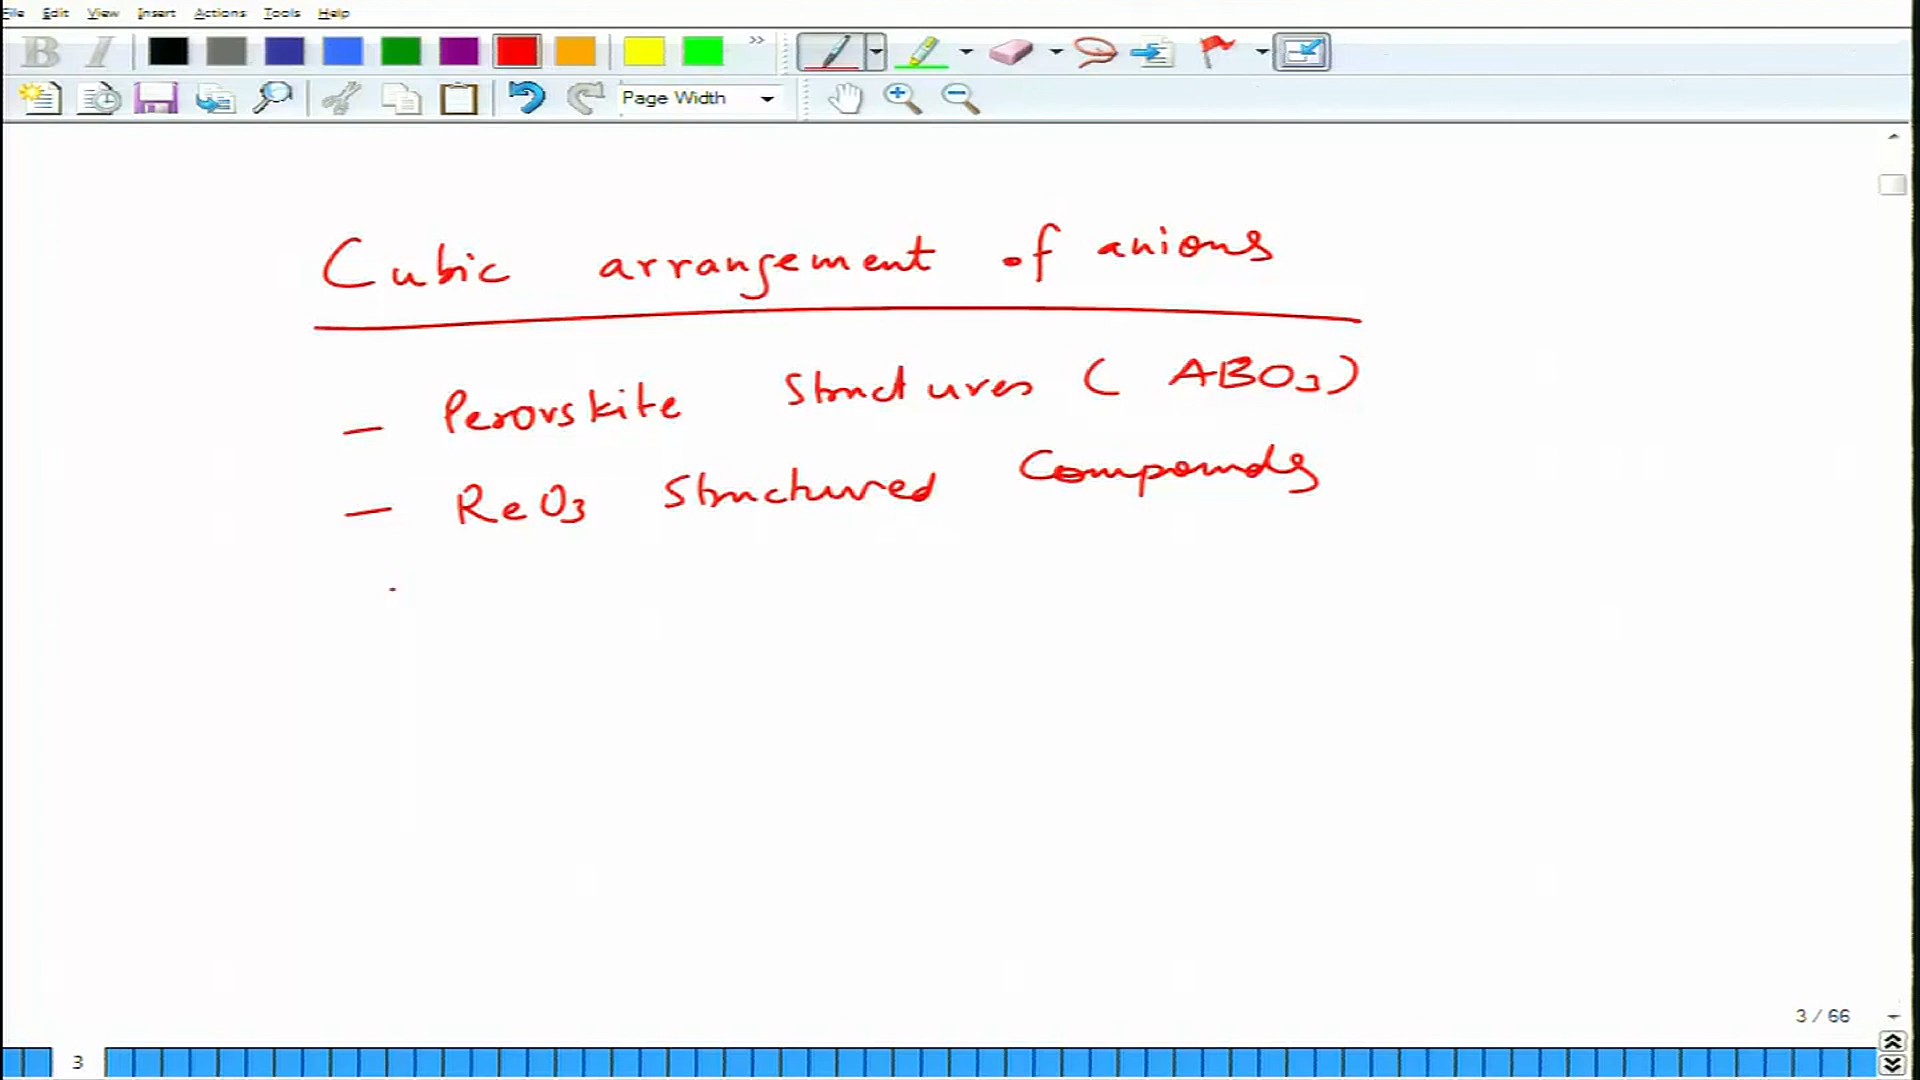 File Edit View Insert Actions Tools Help
B I Page Width
Cubic arrangement of anions
- Perovskite Structures (ABO3)
- ReO3 Structured Compounds
3 / 66
3